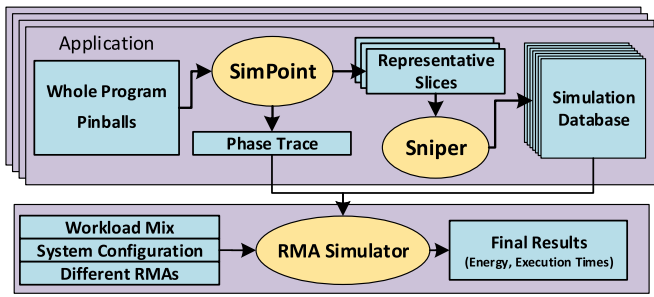 Application
Whole Program
Pinballs
SimPoint
Representative
Slices
Phase Trace
Sniper
Simulation
Database
Workload Mix
System Configuration
Different RMAs
RMA Simulator
Final Results
(Energy, Execution Times)